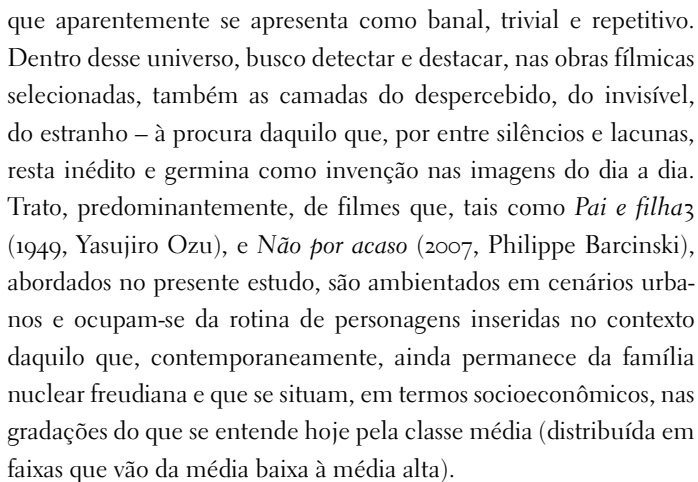 que aparentemente se apresenta como banal, trivial e repetitivo.
Dentro desse universo, busco detectar e destacar, nas obras fílmicas
selecionadas, também as camadas do despercebido, do invisível,
do estranho – à procura daquilo que, por entre silêncios e lacunas,
resta inédito e germina como invenção nas imagens do dia a dia.
Trato, predominantemente, de filmes que, tais como Pai e filha3
(1949, Yasujiro Ozu), e Não por acaso (2007, Philippe Barcinski),
abordados no presente estudo, são ambientados em cenários urba-
nos e ocupam-se da rotina de personagens inseridas no contexto
daquilo que, contemporaneamente, ainda permanece da família
nuclear freudiana e que se situam, em termos socioeconômicos, nas
gradações do que se entende hoje pela classe média (distribuída em
faixas que vão da média baixa à média alta).